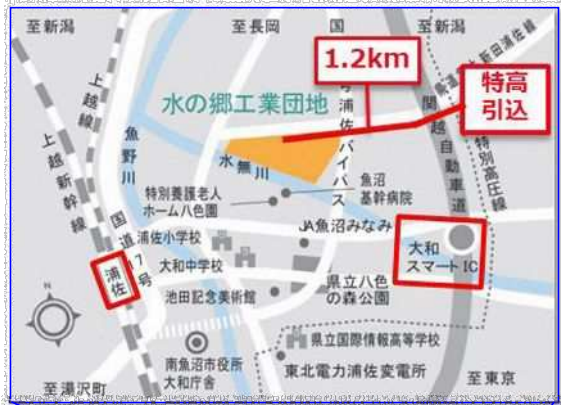 至新潟
至長岡
国
至新潟
1.2km
特高
引込
水の郷工業団地
号浦佐バイパス
関越自動車道
特別高圧線
上越線
上越新幹線
魚野川
国道17号
水無川
特別養護老人
ホーム八色園
魚沼
基幹病院
浦佐小学校
JA魚沼みなみ
大和中学校
大和
スマートIC
浦佐
池田記念美術館
県立八色
の森公園
N
県立国際情報高等学校
南魚沼市役所
大和庁舎
東北電力浦佐変電所
至湯沢町
至東京